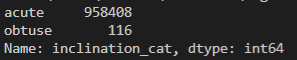 acute     958408
obtuse       116
Name: inclination_cat, dtype: int64